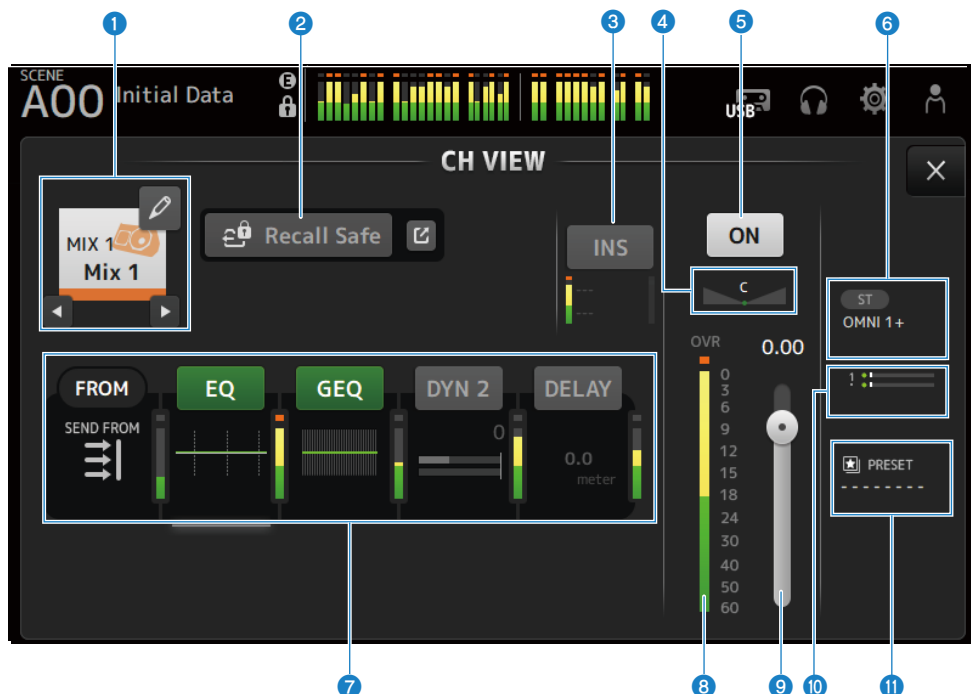 1 2 3 4 5 6
SCENE
A00 Initial Data E
USB
CH VIEW
MIX 1
Mix 1
Recall Safe
INS
---
---
ON
C
ST
OMNI 1+
OVR 0.00
0
3
6
9
12
15
18
24
30
40
50
60
1
FROM EQ GEQ DYN 2 DELAY
SEND FROM
0
0.0
meter
PRESET
--------
7 8 9 10 11